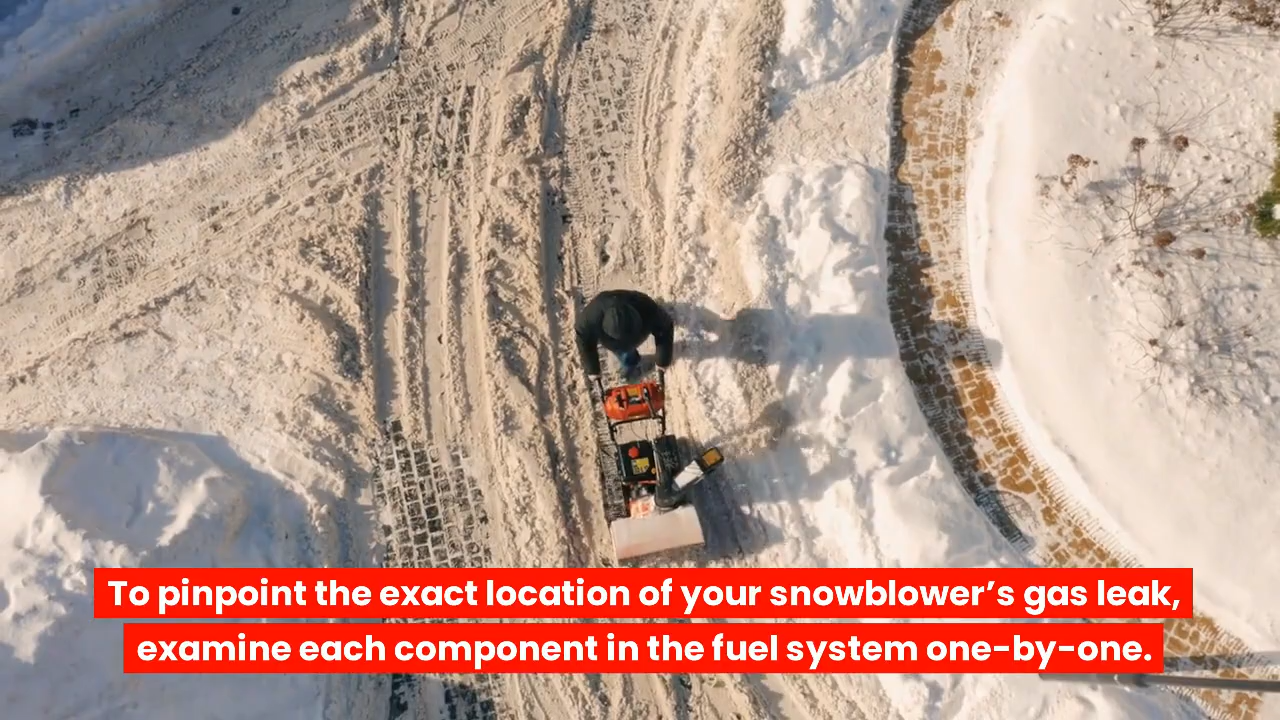 To pinpoint the exact location of your snowblower’s gas leak,
examine each component in the fuel system one-by-one.